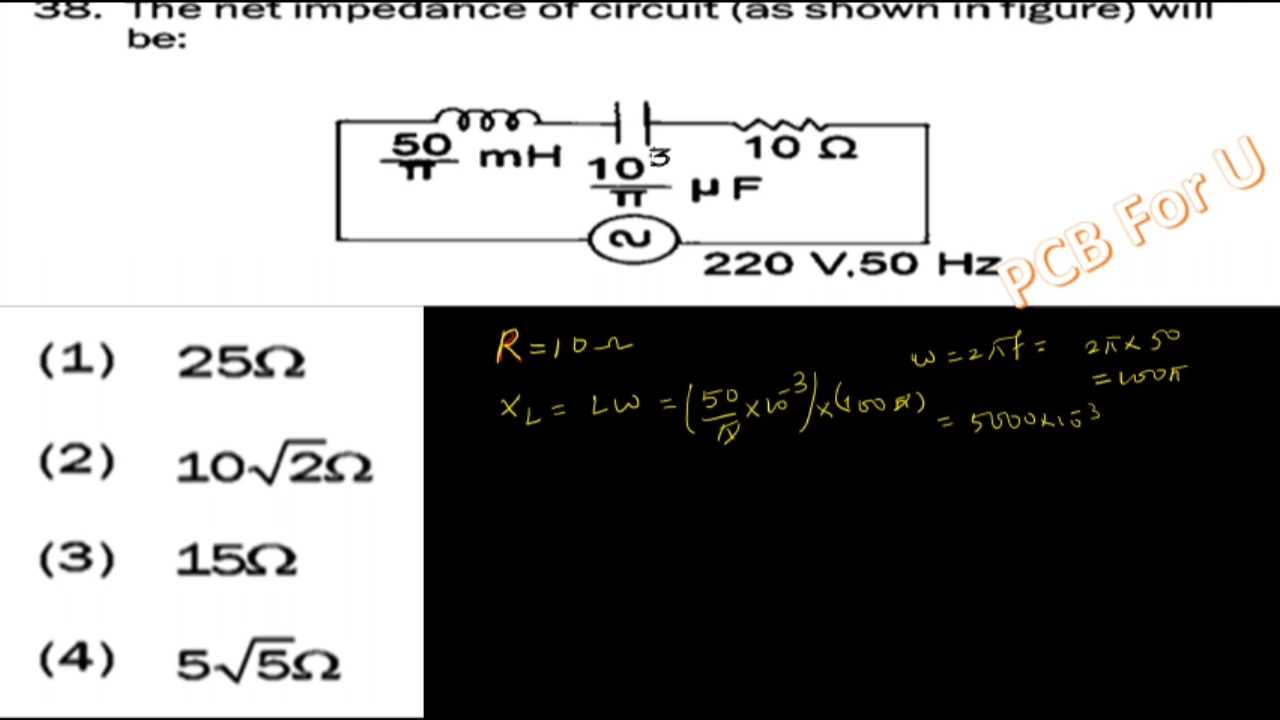 38. The net impedance of circuit (as shown in figure) will
be:
50/π mH
10³/π μF
10 Ω
220 V,50 Hz
PCB For U
(1) 25Ω
(2) 10√2Ω
(3) 15Ω
(4) 5√5Ω
R = 10 Ω
ω = 2πf = 2π × 50
= 100π
X_L = Lω = (50/π × 10⁻³) × (100π) = 5000×10⁻³